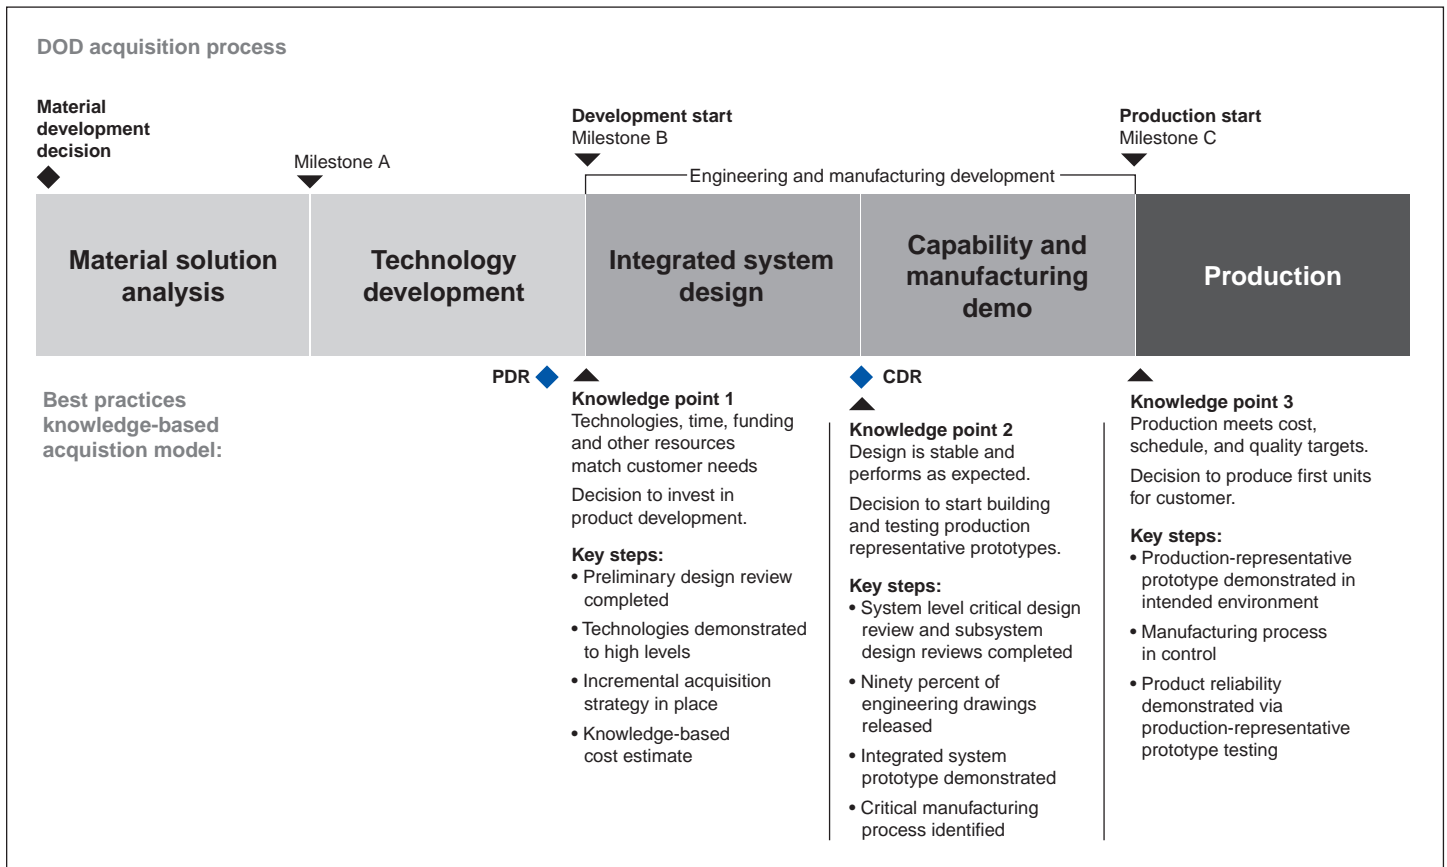 DOD acquisition process
Material
development
decision
Milestone A
Development start
Milestone B
Production start
Milestone C
Engineering and manufacturing development
Material solution
analysis
Technology
development
Integrated system
design
Capability and
manufacturing
demo
Production
PDR
CDR
Best practices
knowledge-based
acquistion model:
Knowledge point 1
Technologies, time, funding
and other resources
match customer needs
Decision to invest in
product development.
Key steps:
• Preliminary design review
completed
• Technologies demonstrated
to high levels
• Incremental acquisition
strategy in place
• Knowledge-based
cost estimate
Knowledge point 2
Design is stable and
performs as expected.
Decision to start building
and testing production
representative prototypes.
Key steps:
• System level critical design
review and subsystem
design reviews completed
• Ninety percent of
engineering drawings
released
• Integrated system
prototype demonstrated
• Critical manufacturing
process identified
Knowledge point 3
Production meets cost,
schedule, and quality targets.
Decision to produce first units
for customer.
Key steps:
• Production-representative
prototype demonstrated in
intended environment
• Manufacturing process
in control
• Product reliability
demonstrated via
production-representative
prototype testing